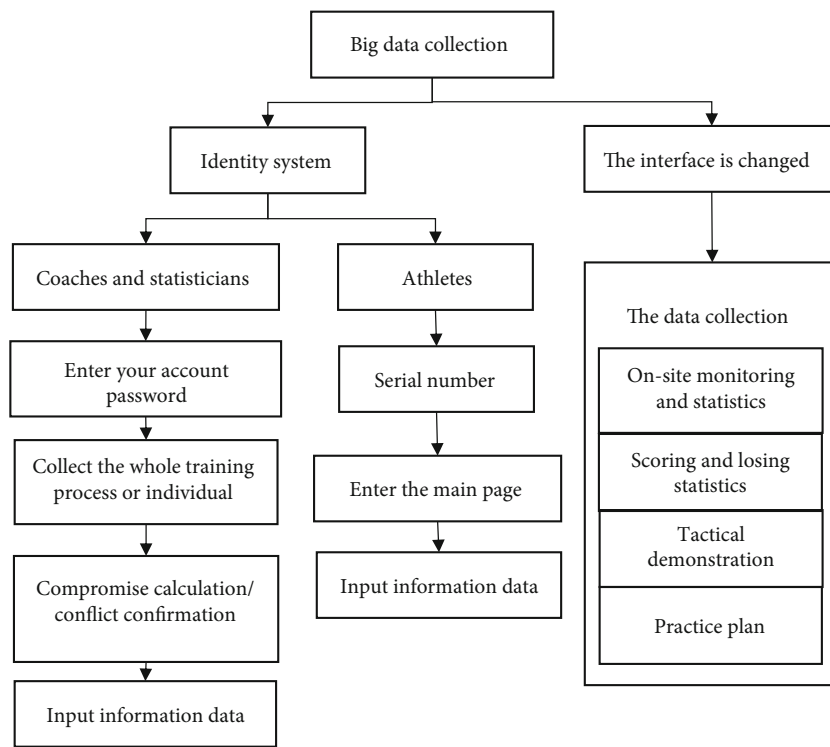 Big data collection
Identity system
The interface is changed
Coaches and statisticians
Athletes
The data collection
Enter your account
password
Serial number
On-site monitoring
and statistics
Collect the whole training
process or individual
Enter the main page
Scoring and losing
statistics
Tactical
demonstration
Compromise calculation/
conflict confirmation
Input information data
Practice plan
Input information data